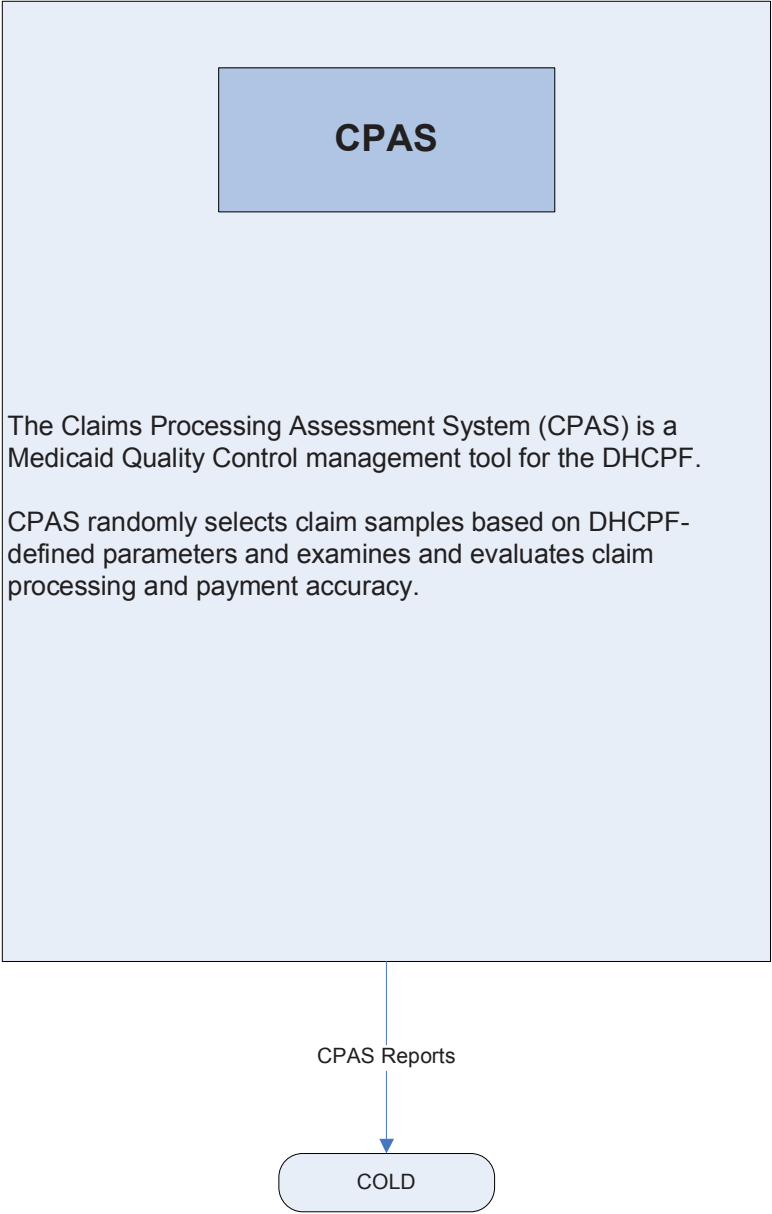 CPAS
The Claims Processing Assessment System (CPAS) is a
Medicaid Quality Control management tool for the DHCPF.
CPAS randomly selects claim samples based on DHCPF-
defined parameters and examines and evaluates claim
processing and payment accuracy.
CPAS Reports
COLD